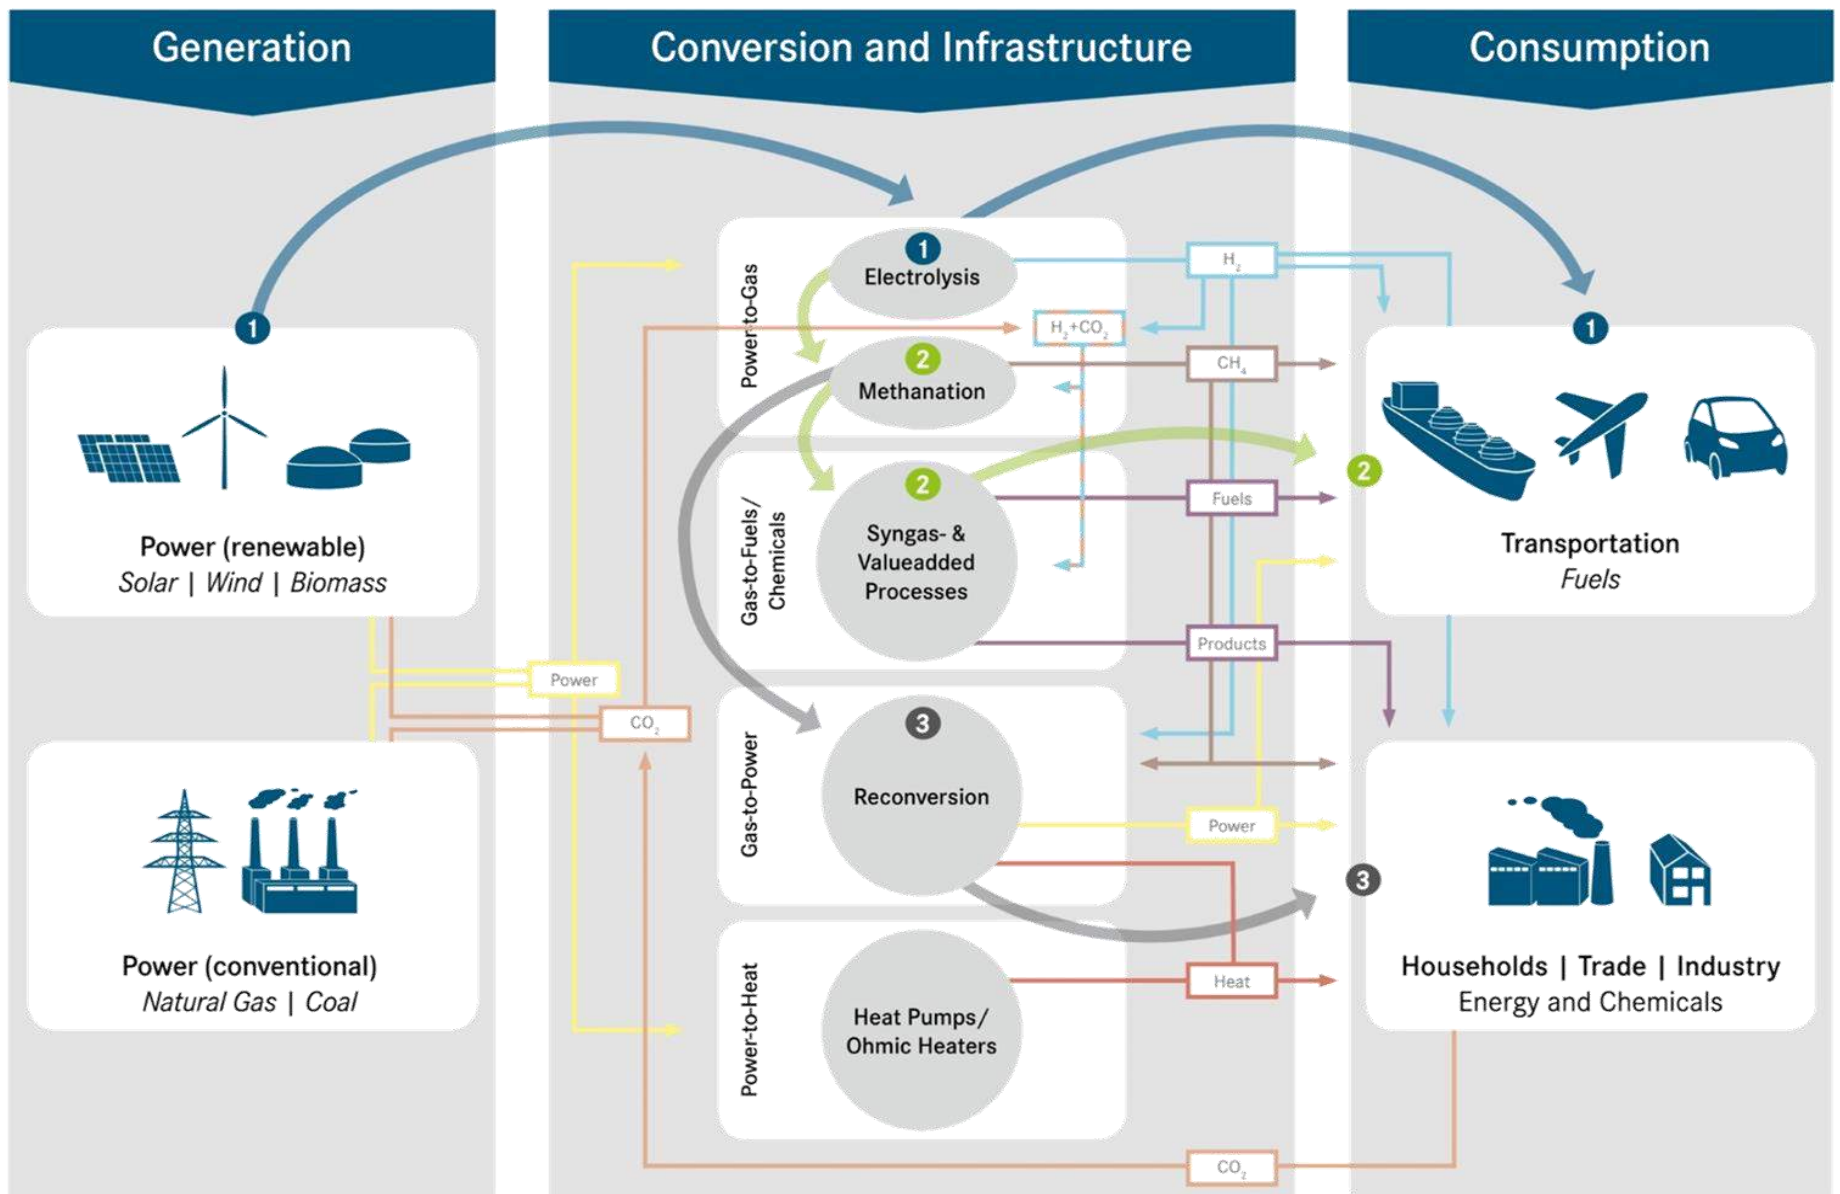 Generation
Conversion and Infrastructure
Consumption
1
Power (renewable)
Solar | Wind | Biomass
Power (conventional)
Natural Gas | Coal
Power
CO₂
Power-to-Gas
1
Electrolysis
2
Methanation
H₂+CO₂
Gas-to-Fuels/
Chemicals
2
Syngas- &
Valueadded
Processes
Gas-to-Power
3
Reconversion
Power-to-Heat
Heat Pumps/
Ohmic Heaters
H₂
CH₄
Fuels
Products
Power
Heat
CO₂
1
2
Transportation
Fuels
3
Households | Trade | Industry
Energy and Chemicals